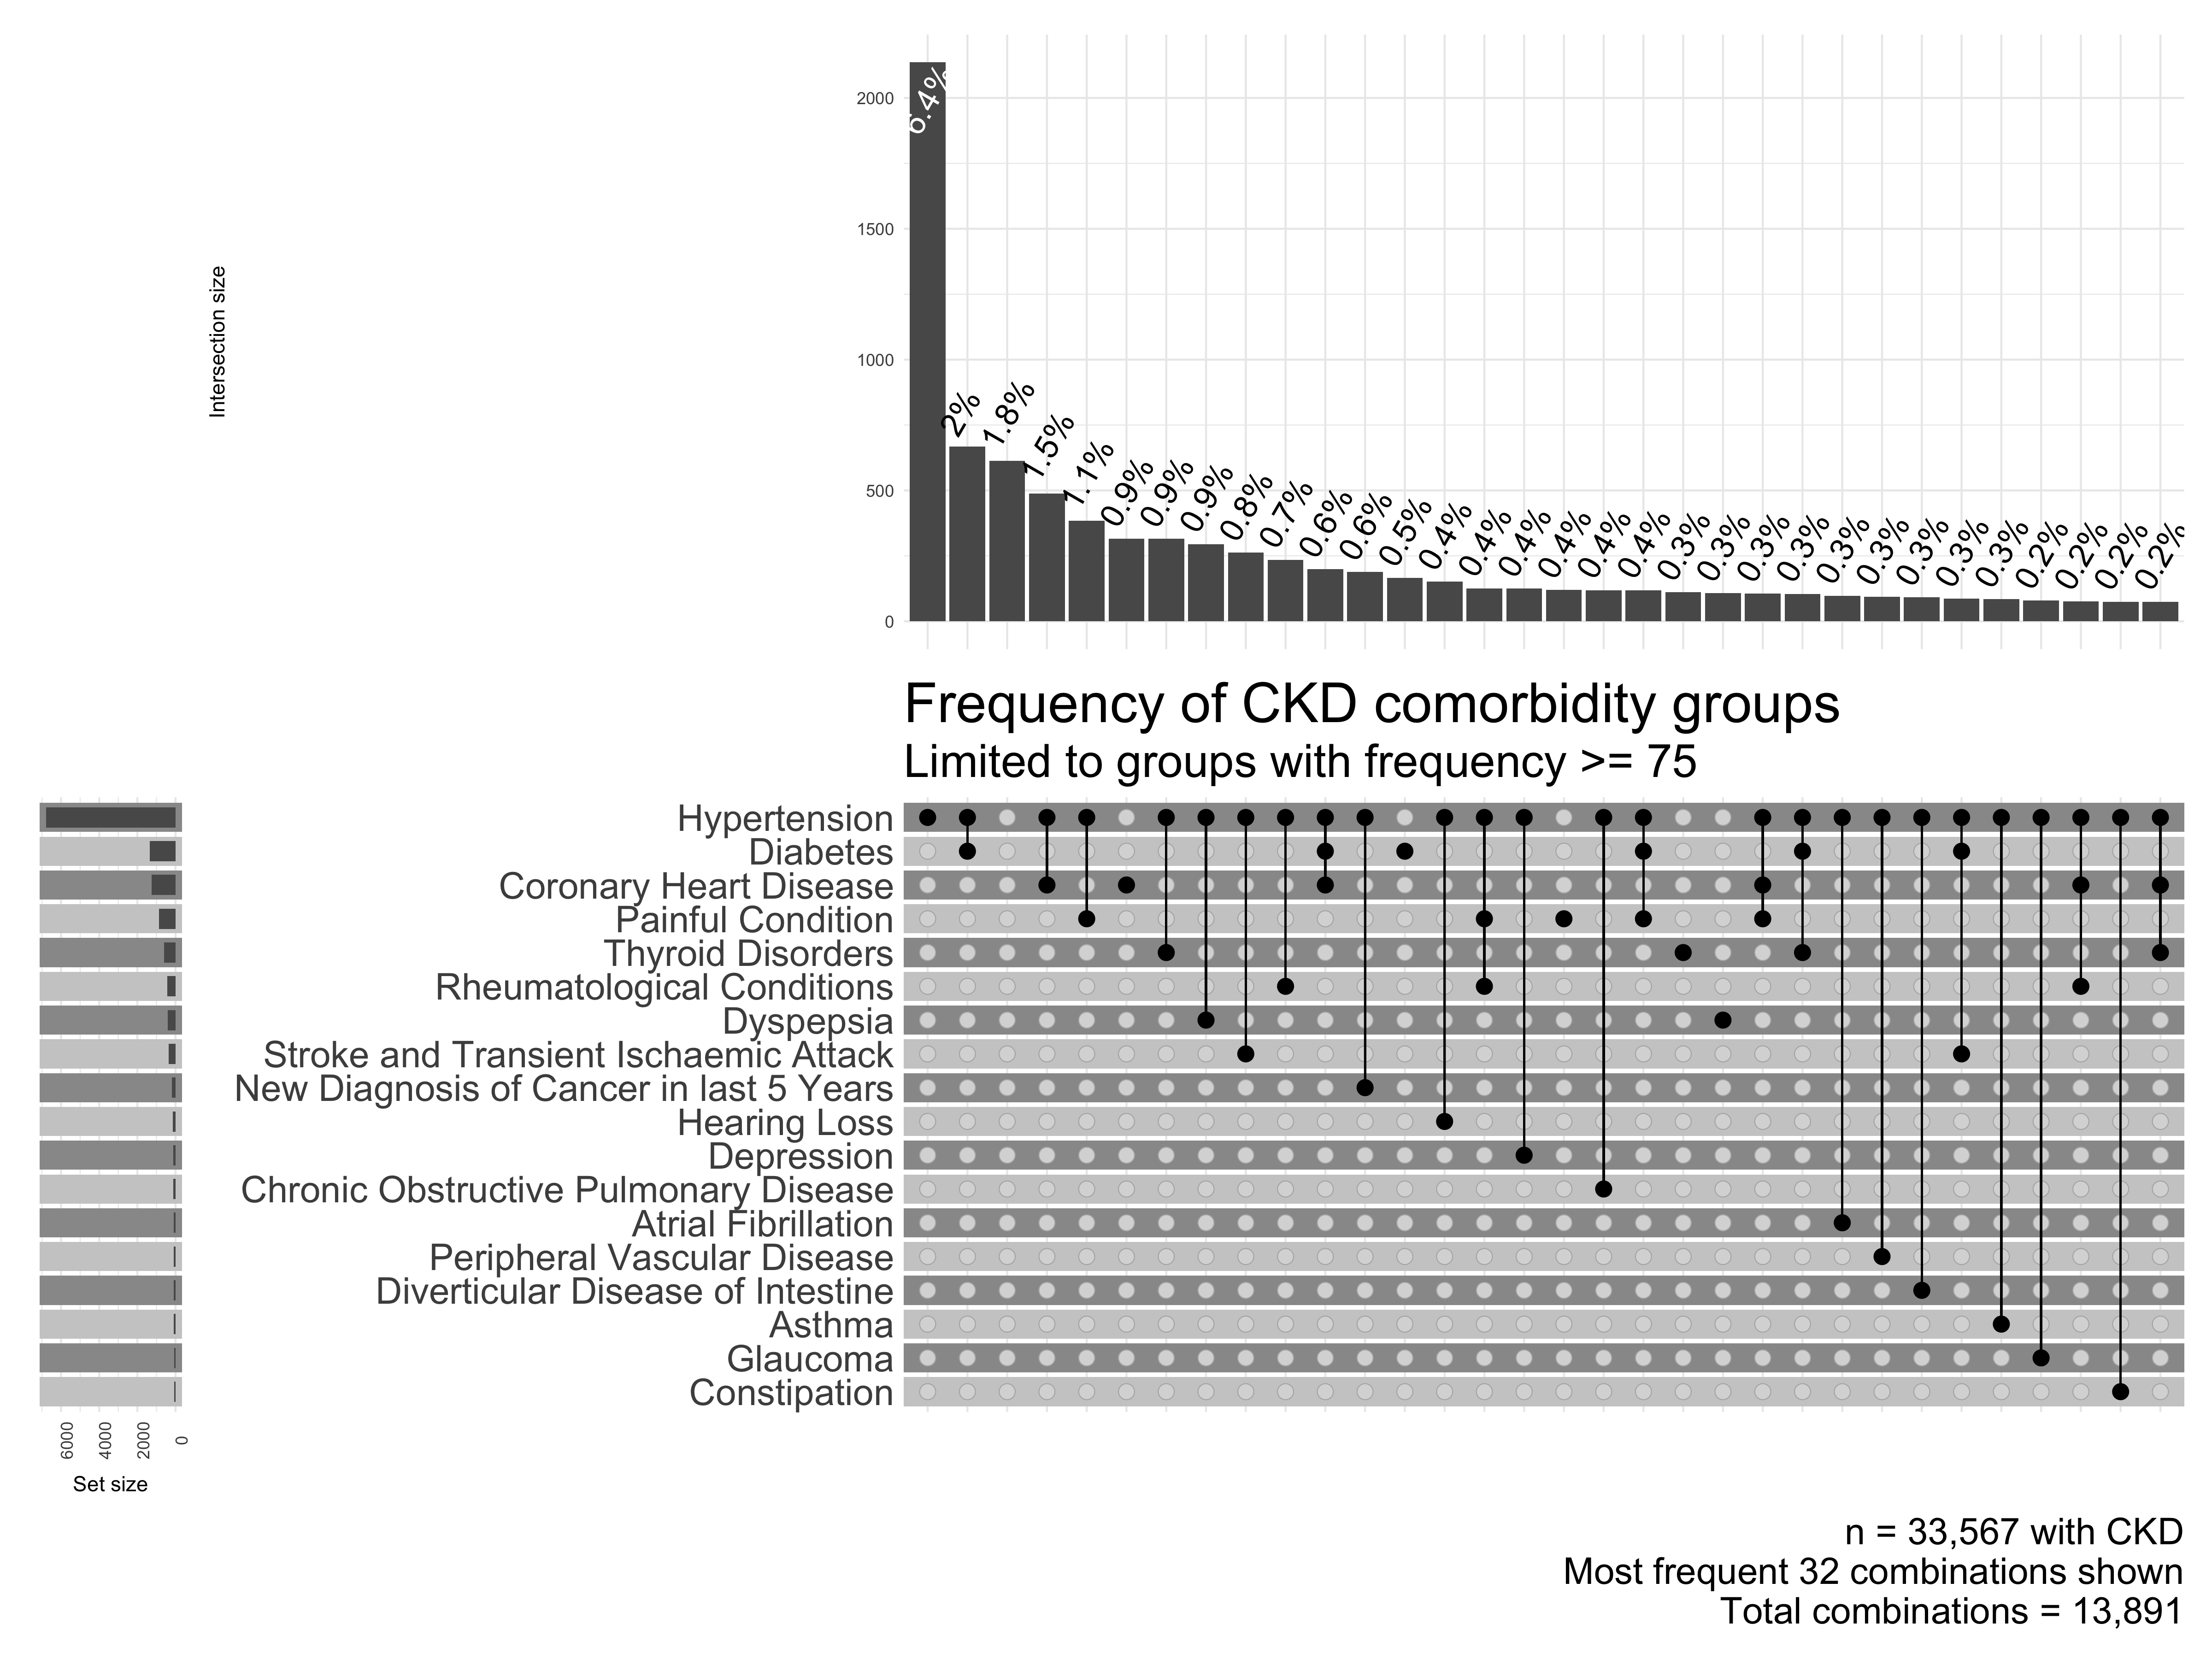 2000
1500
1000
500
0
Intersection size
6.4%
2%
1.8%
1.5%
1.1%
0.9%
0.9%
0.9%
0.8%
0.7%
0.6%
0.6%
0.5%
0.4%
0.4%
0.4%
0.4%
0.4%
0.4%
0.3%
0.3%
0.3%
0.3%
0.3%
0.3%
0.3%
0.3%
0.3%
0.2%
0.2%
0.2%
0.2%
Frequency of CKD comorbidity groups
Limited to groups with frequency >= 75
Hypertension
Diabetes
Coronary Heart Disease
Painful Condition
Thyroid Disorders
Rheumatological Conditions
Dyspepsia
Stroke and Transient Ischaemic Attack
New Diagnosis of Cancer in last 5 Years
Hearing Loss
Depression
Chronic Obstructive Pulmonary Disease
Atrial Fibrillation
Peripheral Vascular Disease
Diverticular Disease of Intestine
Asthma
Glaucoma
Constipation
6000
4000
2000
0
Set size
n = 33,567 with CKD
Most frequent 32 combinations shown
Total combinations = 13,891